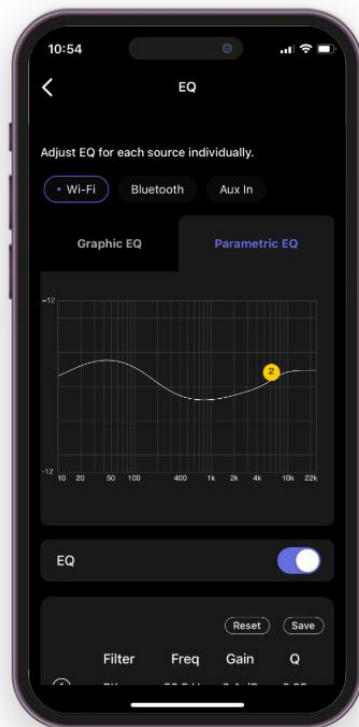 10:54
EQ
Adjust EQ for each source individually.
• Wi-Fi Bluetooth Aux In
Graphic EQ Parametric EQ
+12
2
-12
10 20 50 100 400 1k 2k 4k 10k 22k
EQ
Reset Save
Filter Freq Gain Q